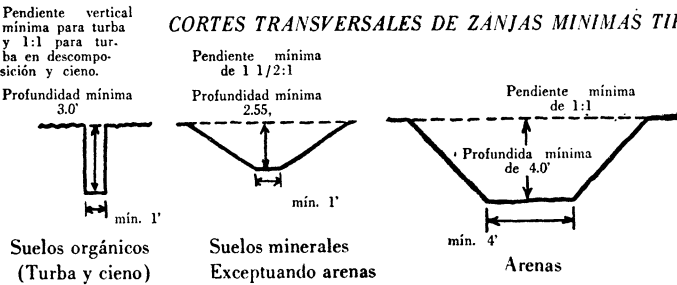 CORTES TRANSVERSALES DE ZANJAS MINIMAS
Pendiente vertical
mínima para turba
y 1:1 para tur-
ba en descompo-
sición y cieno.
Profundidad mínima
3.0'
mín. 1'
Suelos orgánicos
(Turba y cieno)
Pendiente mínima
de 1 1/2:1
Profundidad mínima
2.55,
mín. 1'
Suelos minerales
Exceptuando arenas
Pendiente mínima
de 1:1
Profundida mínima
de 4.0'
mín. 4'
Arenas